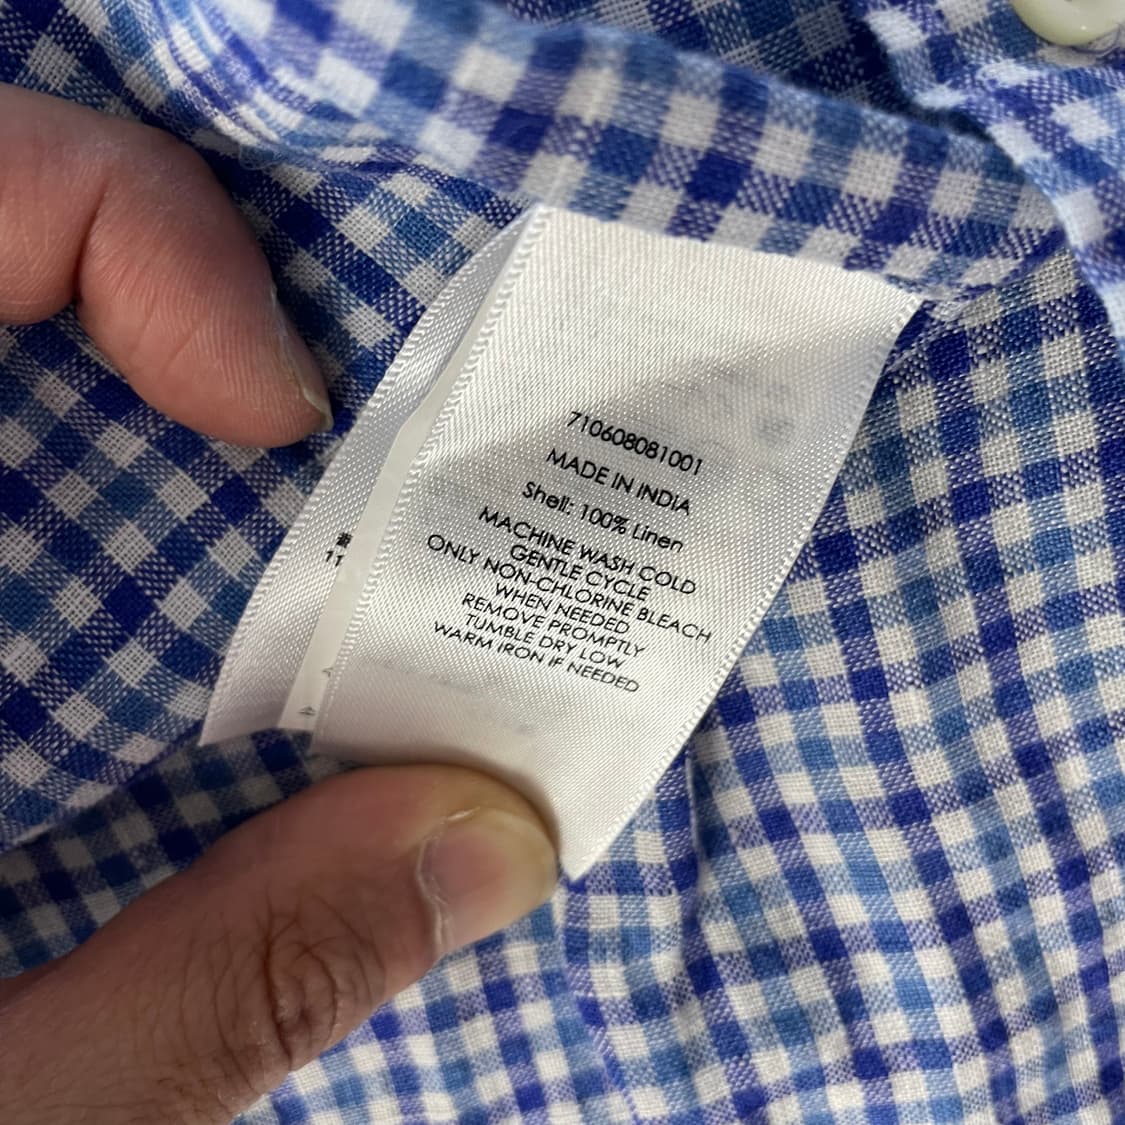 710608081001
MADE IN INDIA
Shell: 100% Linen
MACHINE WASH COLD
GENTLE CYCLE
ONLY NON-CHLORINE BLEACH
WHEN NEEDED
REMOVE PROMPTLY
TUMBLE DRY LOW
WARM IRON IF NEEDED
11